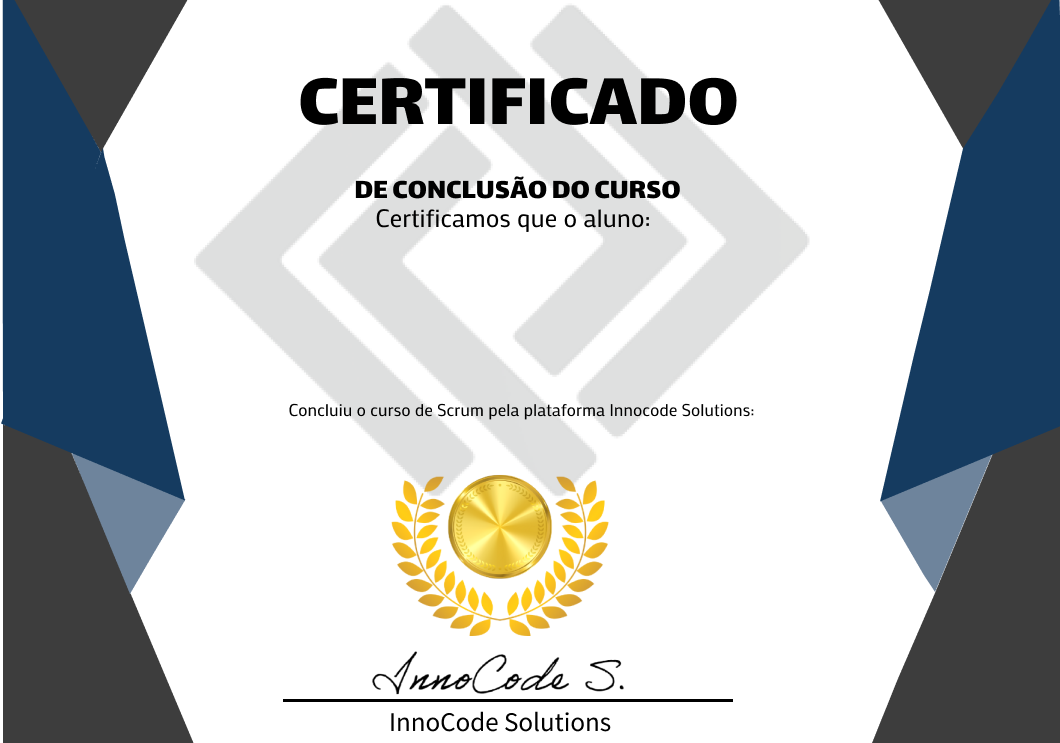 CERTIFICADO
DE CONCLUSÃO DO CURSO
Certificamos que o aluno:
Concluiu o curso de Scrum pela plataforma Innocode Solutions:
InnoCode S.
InnoCode Solutions